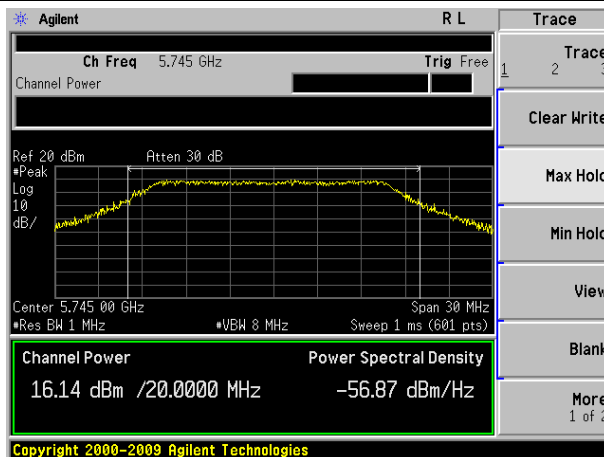 Agilent R L Trace
Ch Freq 5.745 GHz Trig Free
Channel Power
Trace
1 2 3
Clear Write
Max Hold
Min Hold
View
Blank
More
1 of 2
Ref 20 dBm Atten 30 dB
#Peak
Log
10
dB/
Center 5.745 00 GHz Span 30 MHz
#Res BW 1 MHz #VBW 8 MHz Sweep 1 ms (601 pts)
Channel Power Power Spectral Density
16.14 dBm /20.0000 MHz -56.87 dBm/Hz
Copyright 2000-2009 Agilent Technologies